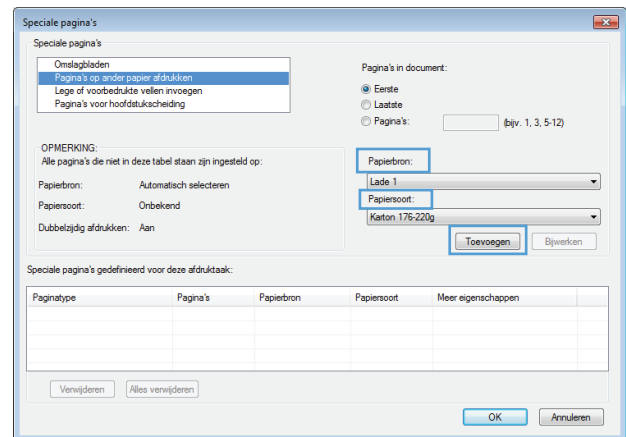 Speciale pagina's
Speciale pagina's
Omslagbladen
Pagina's op ander papier afdrukken
Lege of voorbedrukte vellen invoegen
Pagina's voor hoofdstukscheiding
Pagina's in document:
Eerste
Laatste
Pagina's: (bijv. 1, 3, 5-12)
OPMERKING:
Alle pagina's die niet in deze tabel staan zijn ingesteld op:
Papierbron: Automatisch selecteren
Papiersoort: Onbekend
Dubbelzijdig afdrukken: Aan
Papierbron:
Lade 1
Papiersoort:
Karton 176-220g
Toevoegen Bijwerken
Speciale pagina's gedefinieerd voor deze afdruktaak:
Paginatype Pagina's Papierbron Papiersoort Meer eigenschappen
Verwijderen Alles verwijderen
OK Annuleren